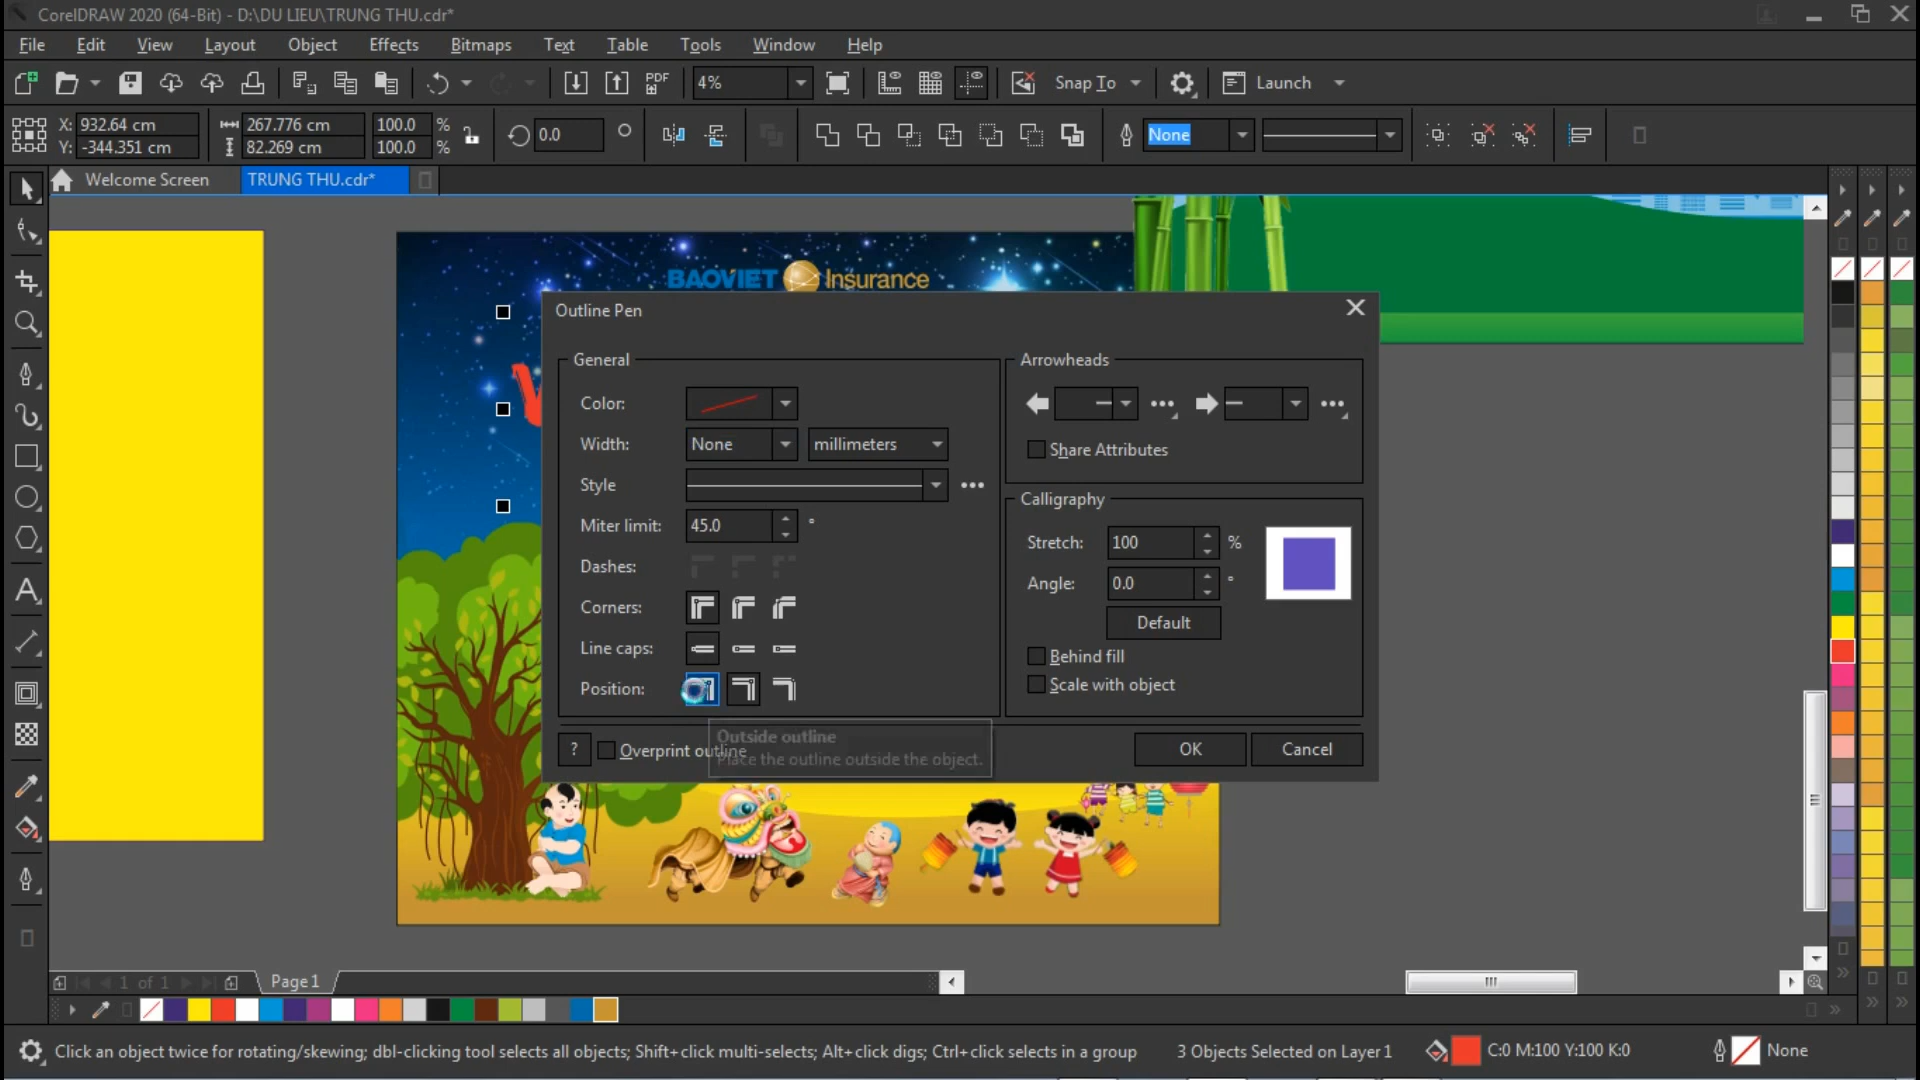 CorelDRAW 2020 (64-Bit) - D:\DU LIEU\TRUNG THU.cdr*
File Edit View Layout Object Effects Bitmaps Text Table Tools Window Help
PDF 4% Snap To Launch
X: 932.64 cm 267.776 cm 100.0 % 0.0 ° None
Y: -344.351 cm 82.269 cm 100.0 %
Welcome Screen TRUNG THU.cdr*
BAOVIET Insurance
Outline Pen
General Arrowheads
Color:
Width: None millimeters
Share Attributes
Style
Calligraphy
Miter limit: 45.0 °
Stretch: 100 %
Dashes:
Angle: 0.0 °
Corners:
Default
Line caps:
Behind fill
Position:
Scale with object
Outside outline
Place the outline outside the object.
? Overprint outline OK Cancel
1 of 1 Page1
Click an object twice for rotating/skewing; dbl-clicking tool selects all objects; Shift+click multi-selects; Alt+click digs; Ctrl+click selects in a group 3 Objects Selected on Layer 1 C:0 M:100 Y:100 K:0 None